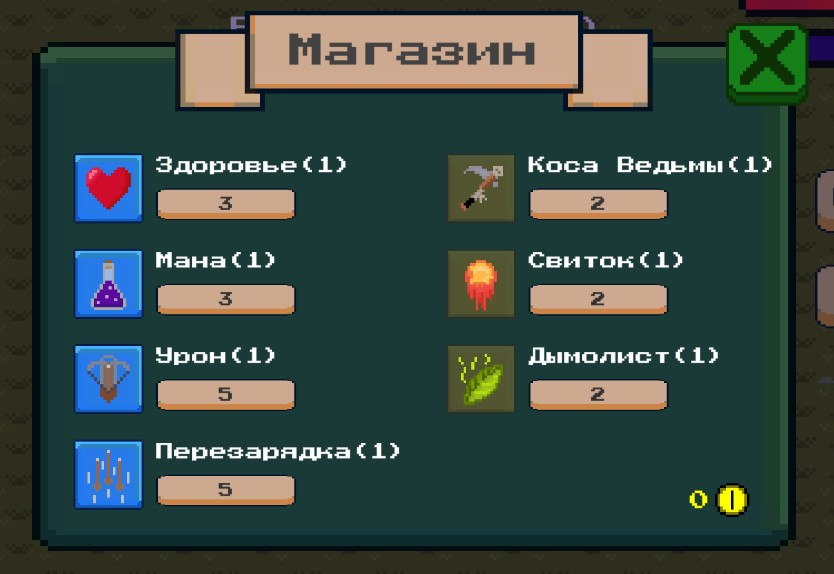 Магазин
Здоровье(1)
3
Мана(1)
3
Урон(1)
5
Перезарядка(1)
5
Коса Ведьмы(1)
2
Свиток(1)
2
Дымолист(1)
2
0